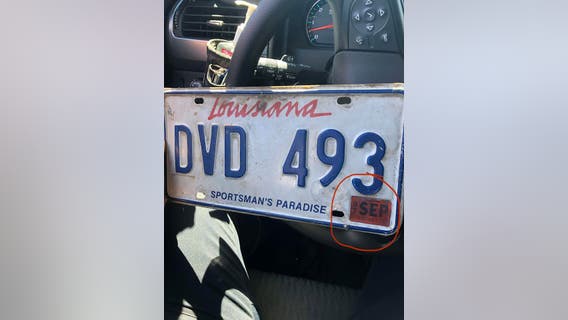 Louisiana
DVD 493
SPORTSMAN'S PARADISE
SEP